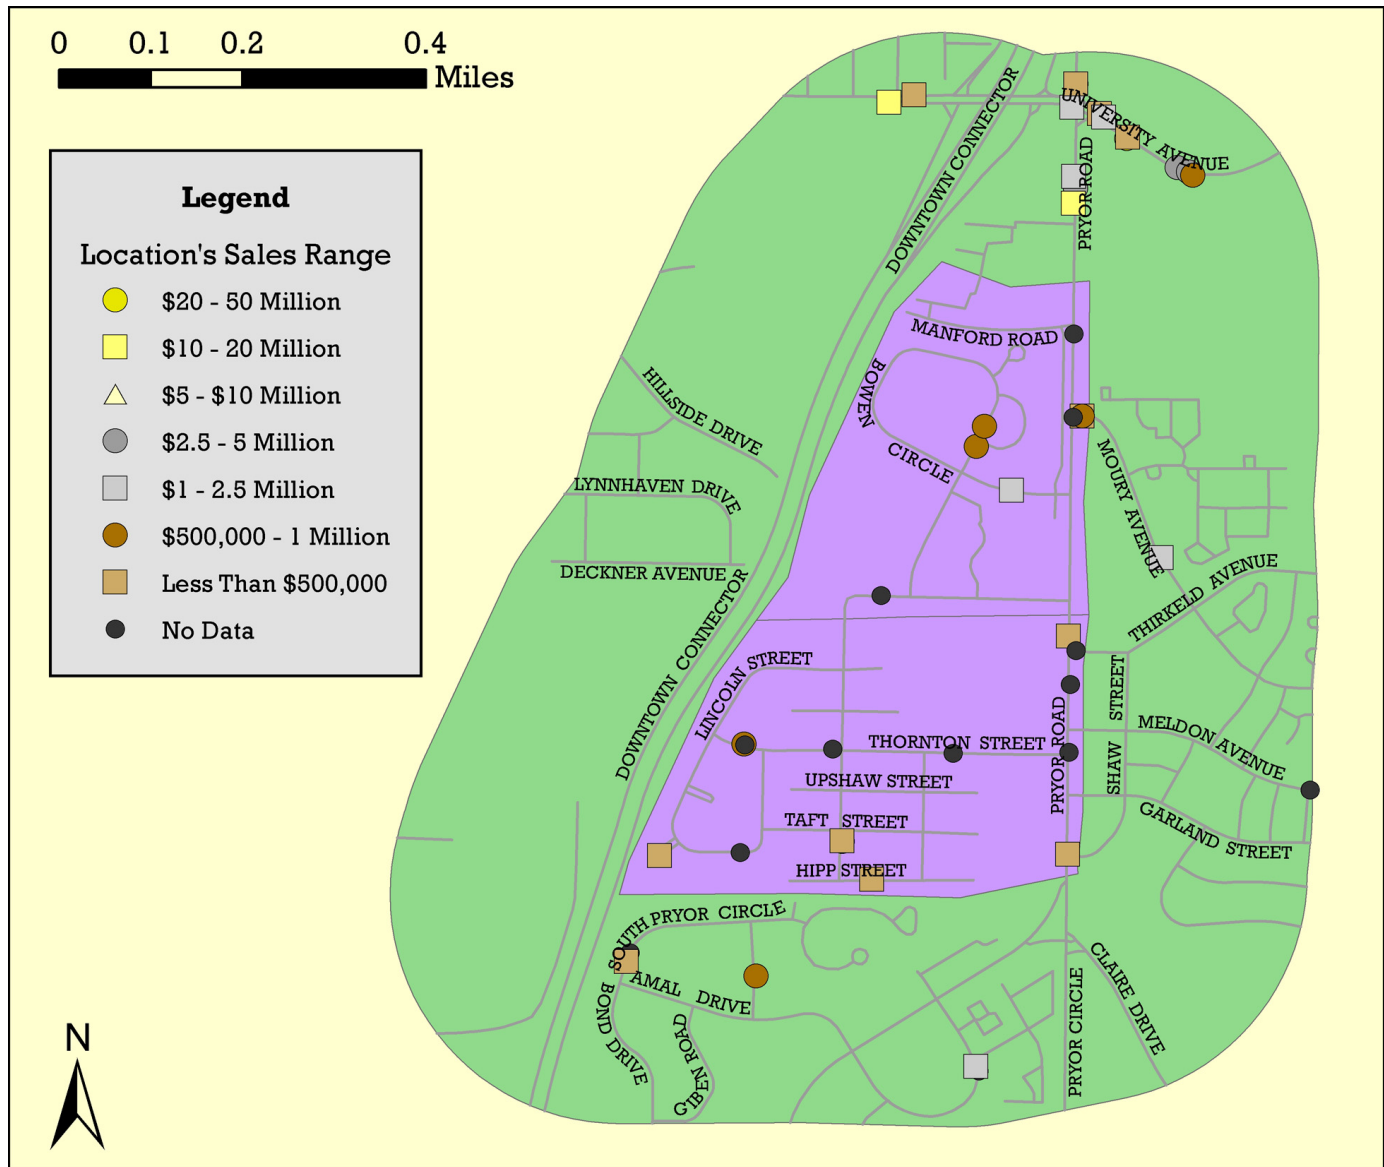 0 0.1 0.2 0.4
Miles
Legend
Location's Sales Range
$20 - 50 Million
$10 - 20 Million
$5 - $10 Million
$2.5 - 5 Million
$1 - 2.5 Million
$500,000 - 1 Million
Less Than $500,000
No Data
N
DOWNTOWN CONNECTOR
UNIVERSITY AVENUE
PRYOR ROAD
MANFORD ROAD
BOWEN
CIRCLE
HILLSIDE DRIVE
LYNNHAVEN DRIVE
DECKNER AVENUE
MOURY AVENUE
THIRKELD AVENUE
DOWNTOWN CONNECTOR
LINCOLN STREET
SHAW STREET
PRYOR ROAD
MELDON AVENUE
THORNTON STREET
UPSHAW STREET
TAFT STREET
GARLAND STREET
HIPP STREET
SOUTH PRYOR CIRCLE
AMAL DRIVE
BOND DRIVE
GIBEN ROAD
PRYOR CIRCLE
CLAIRE DRIVE